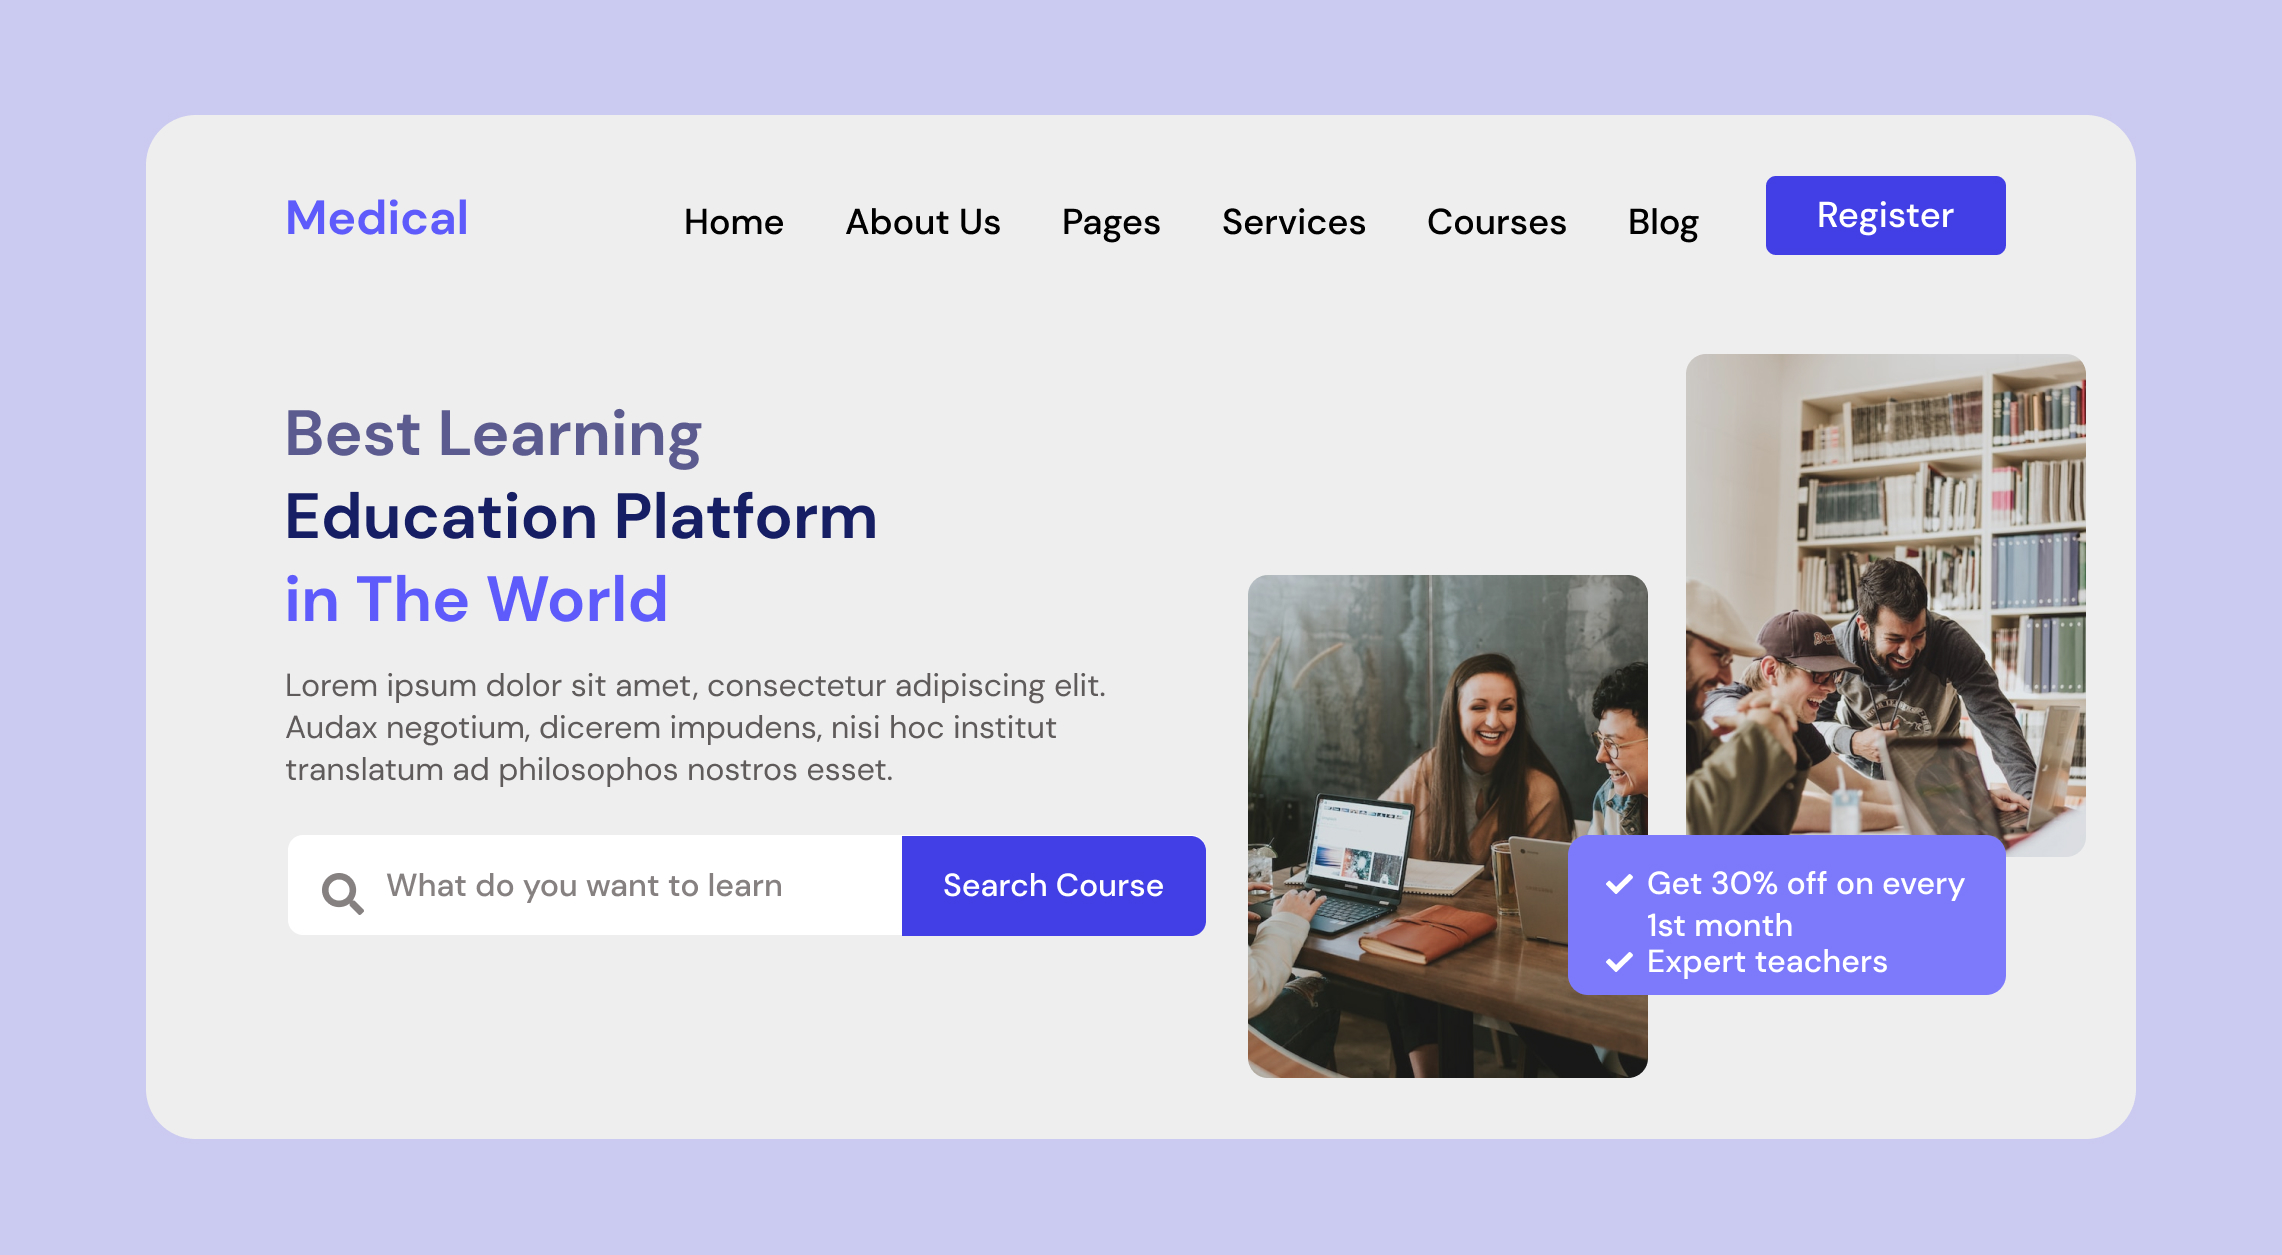 Medical
Home
About Us
Pages
Services
Courses
Blog
Register
Best Learning
Education Platform
in The World
Lorem ipsum dolor sit amet, consectetur adipiscing elit.
Audax negotium, dicerem impudens, nisi hoc institut
translatum ad philosophos nostros esset.
What do you want to learn
Search Course
Get 30% off on every
1st month
Expert teachers